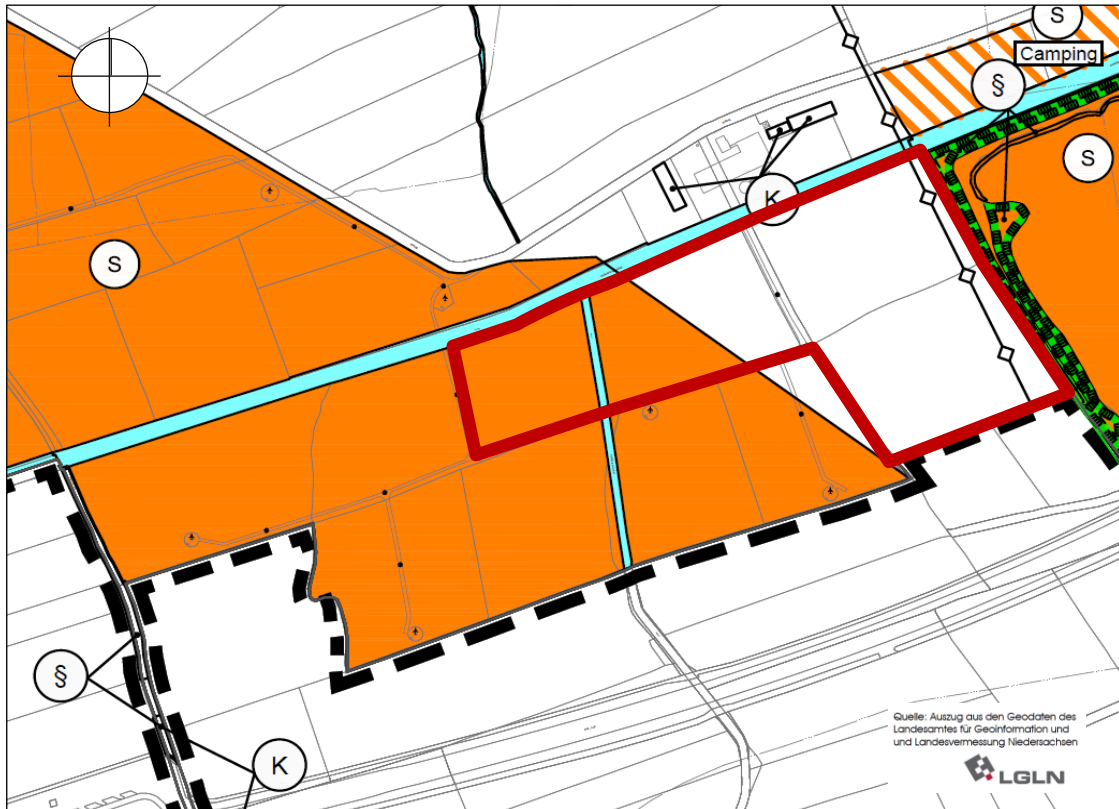 S
Camping
§
S
K
S
§
K
Quelle: Auszug aus den Geodaten des
Landesamtes für Geoinformation und
und Landesvermessung Niedersachsen
LGLN